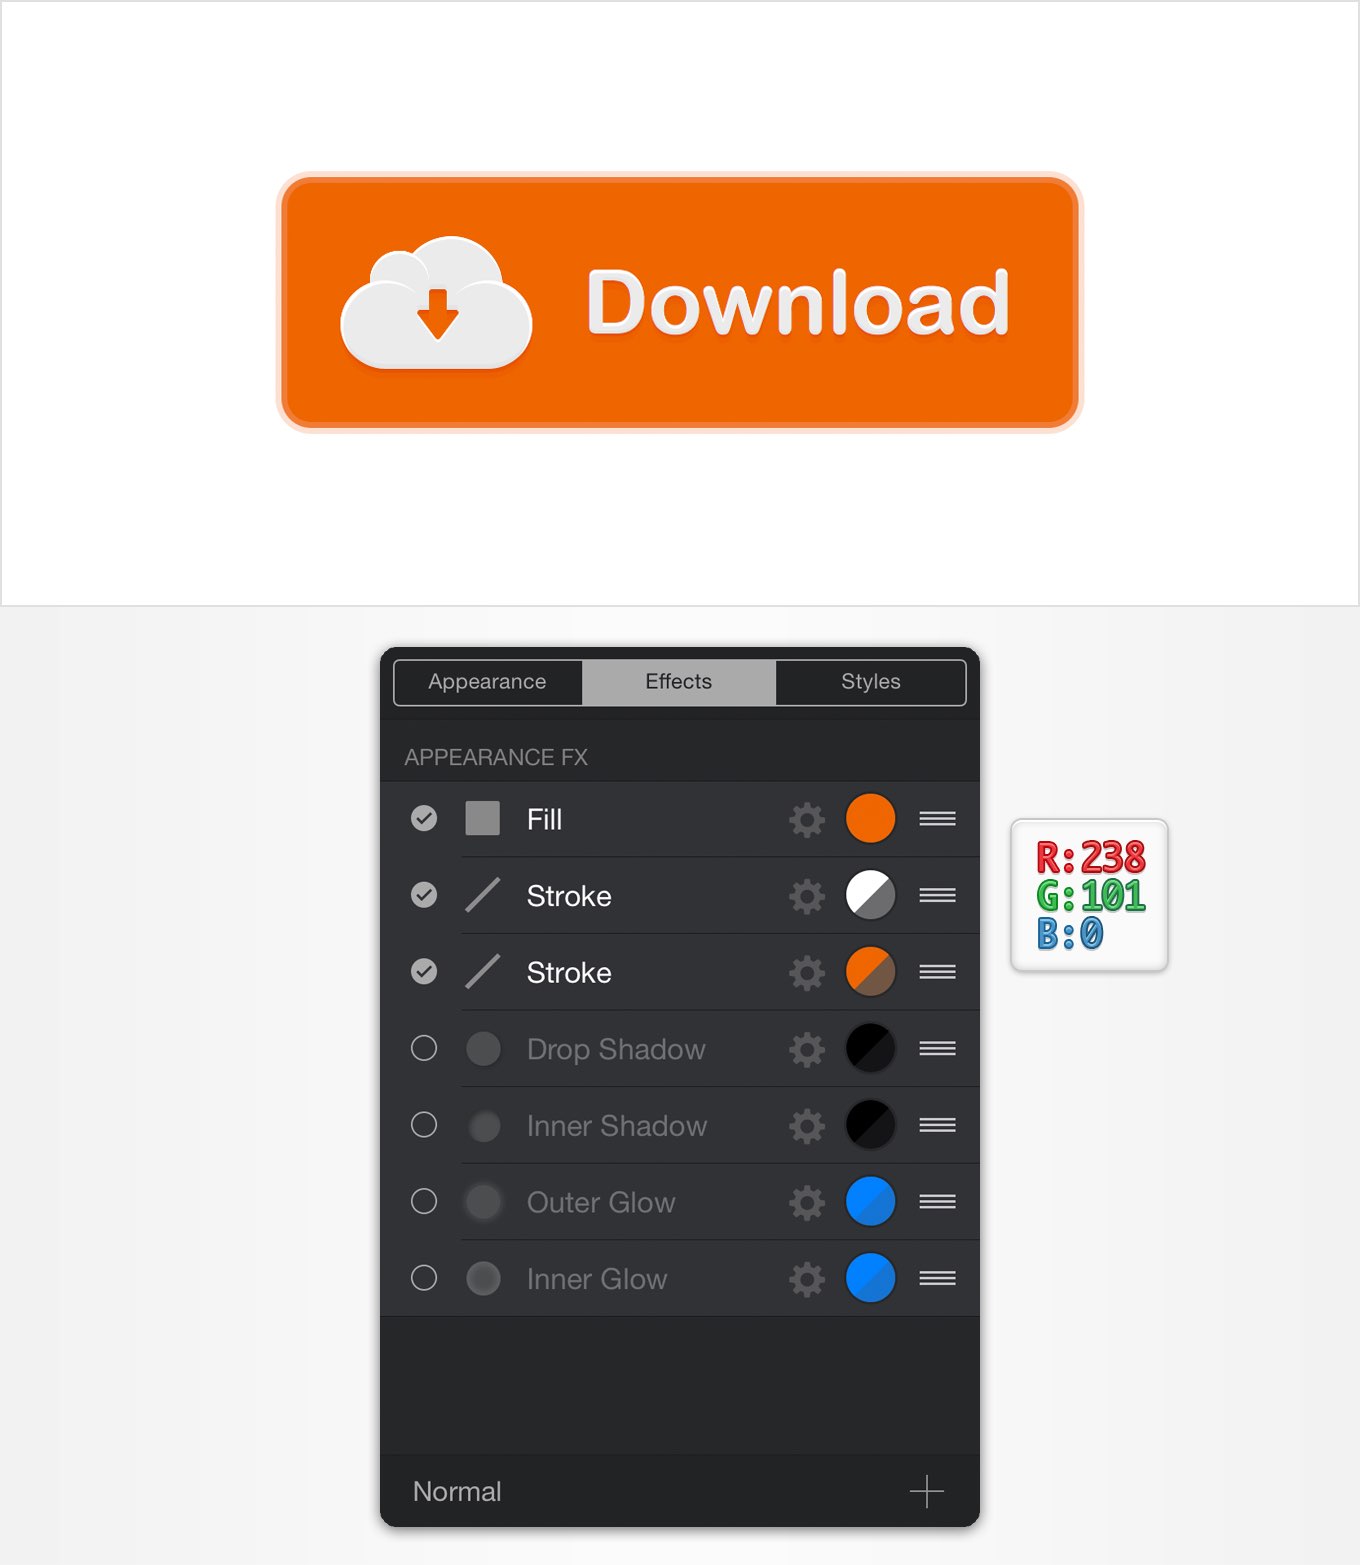 Download
Appearance
Effects
Styles
APPEARANCE FX
Fill
Stroke
Stroke
Drop Shadow
Inner Shadow
Outer Glow
Inner Glow
Normal
R:238
G:101
B:0